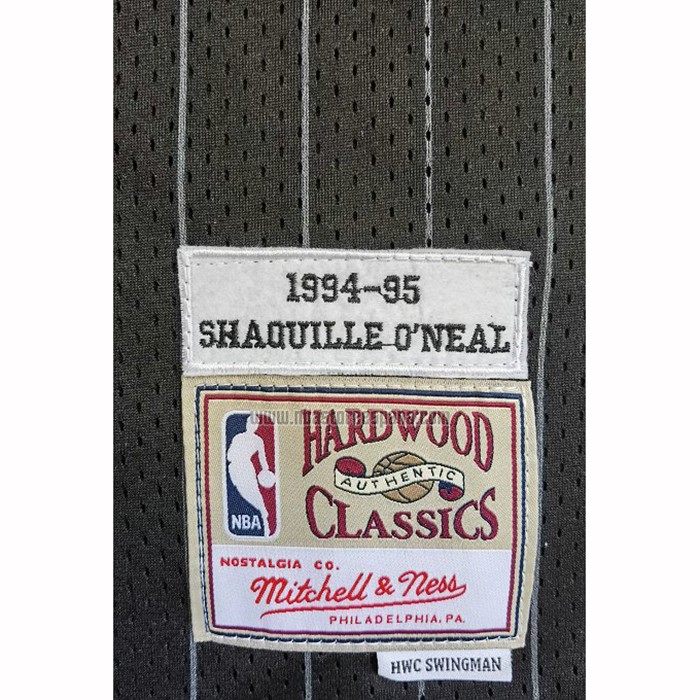 1994-95
SHAQUILLE O'NEAL
HARDWOOD
AUTHENTIC
CLASSICS
NBA
NOSTALGIA CO.
Mitchell & Ness
PHILADELPHIA, PA.
HWC SWINGMAN